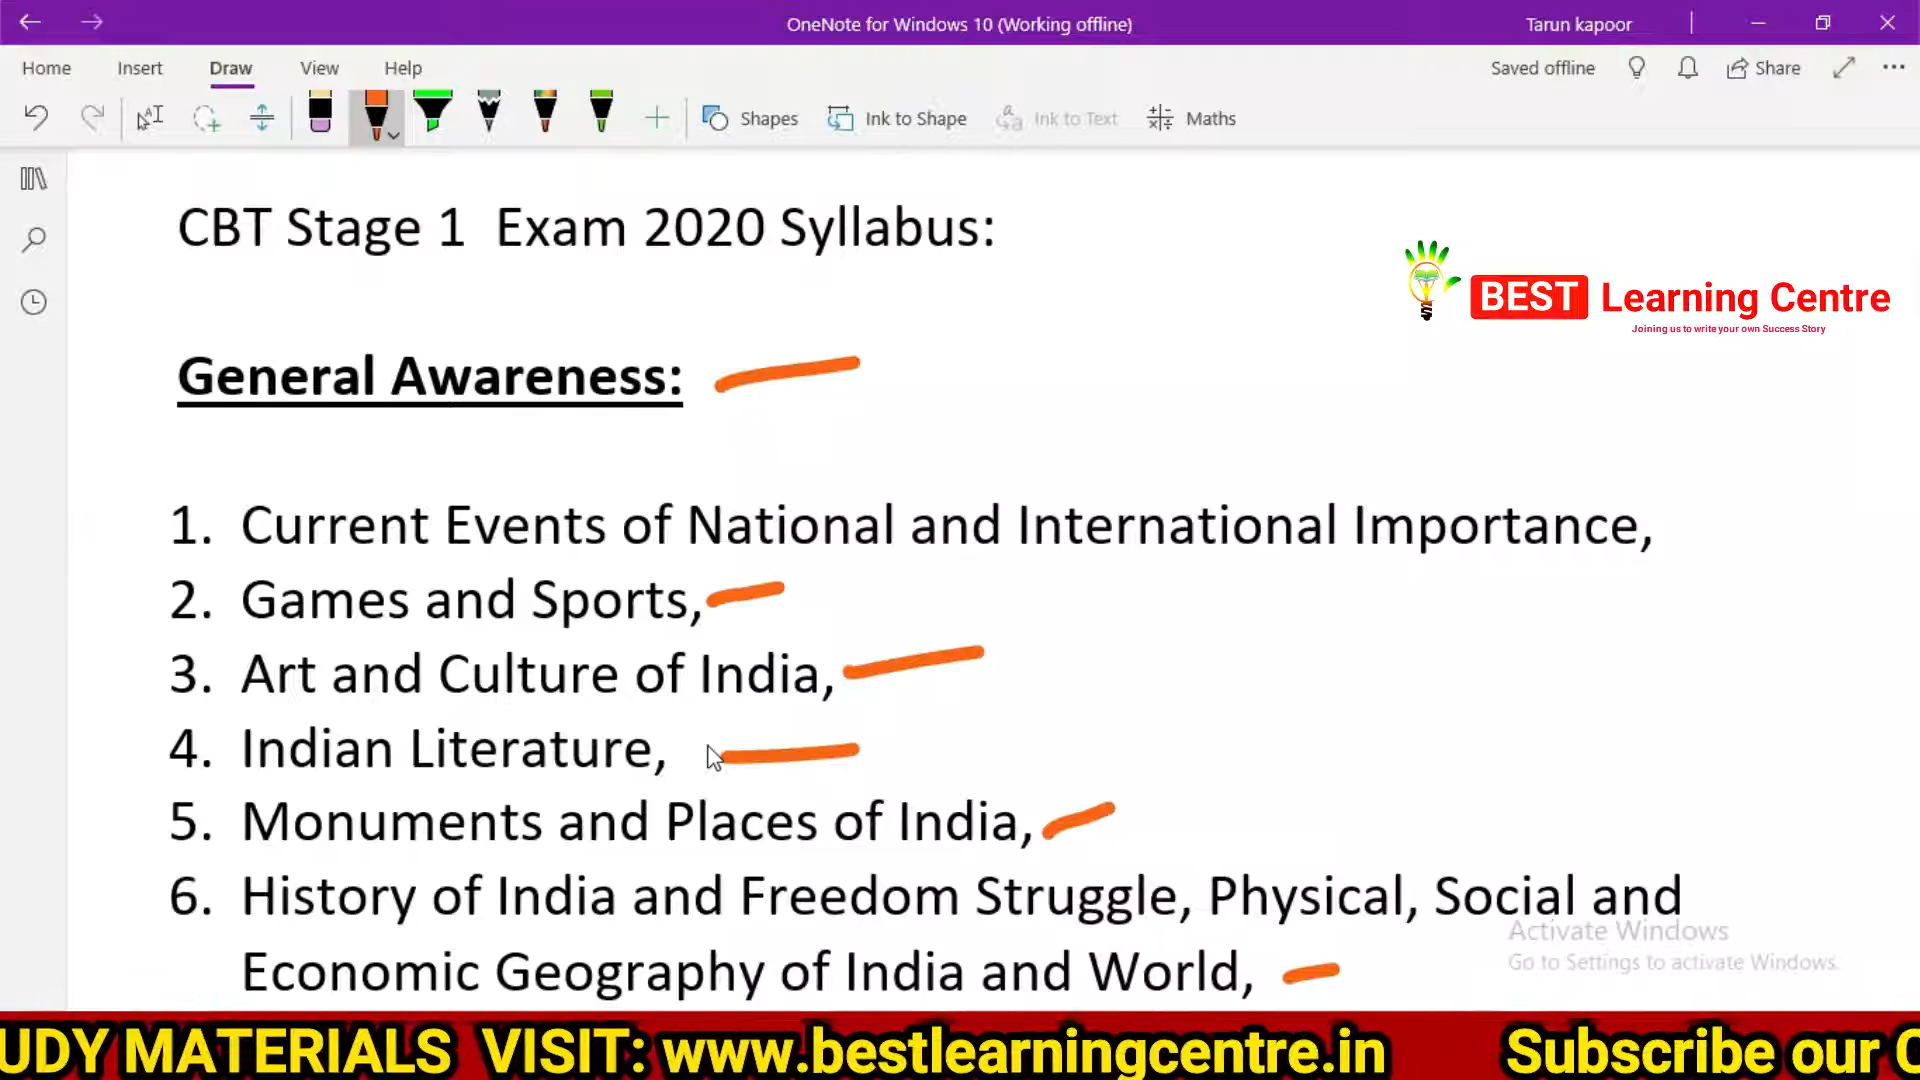 OneNote for Windows 10 (Working offline)
Tarun kapoor
Home Insert Draw View Help
Saved offline Share
Shapes Ink to Shape Ink to Text Maths
CBT Stage 1 Exam 2020 Syllabus:
BEST Learning Centre
Joining us to write your own Success Story
General Awareness:
1. Current Events of National and International Importance,
2. Games and Sports,
3. Art and Culture of India,
4. Indian Literature,
5. Monuments and Places of India,
6. History of India and Freedom Struggle, Physical, Social and
Economic Geography of India and World,
Activate Windows
Go to Settings to activate Windows.
UDY MATERIALS VISIT: www.bestlearningcentre.in Subscribe our C